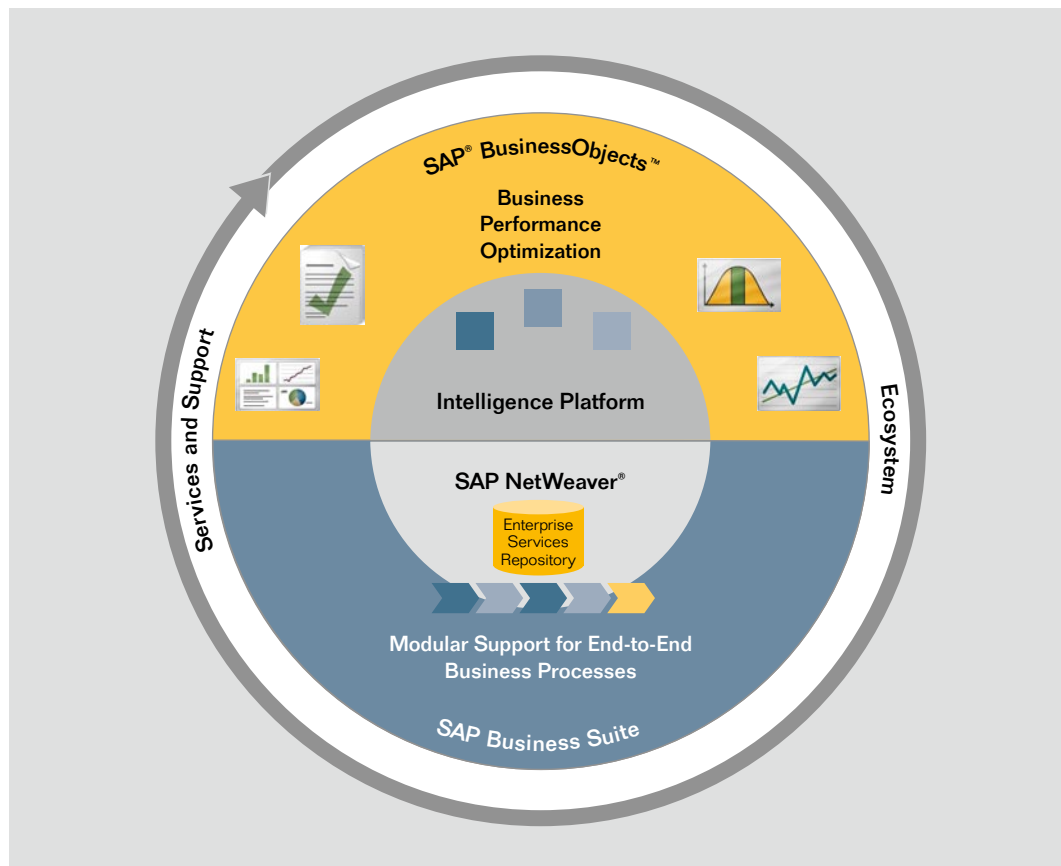 SAP® BusinessObjects™
Business
Performance
Optimization
Services and Support
Ecosystem
Intelligence Platform
SAP NetWeaver®
Enterprise
Services
Repository
Modular Support for End-to-End
Business Processes
SAP Business Suite